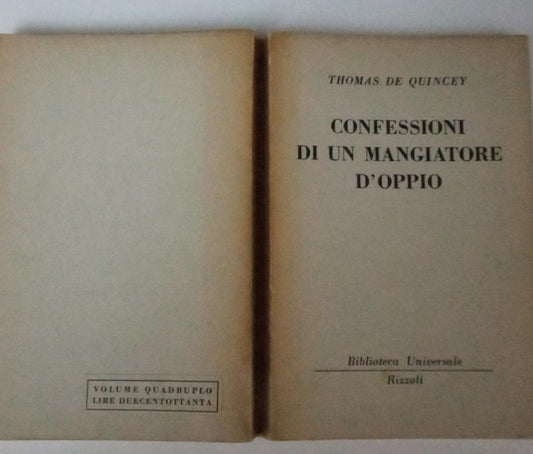 VOLUME QUADRUPLO
LIRE DUECENTOTTANTA
THOMAS DE QUINCEY
CONFESSIONI
DI UN MANGIATORE
D'OPPIO
Biblioteca Universale
Rizzoli